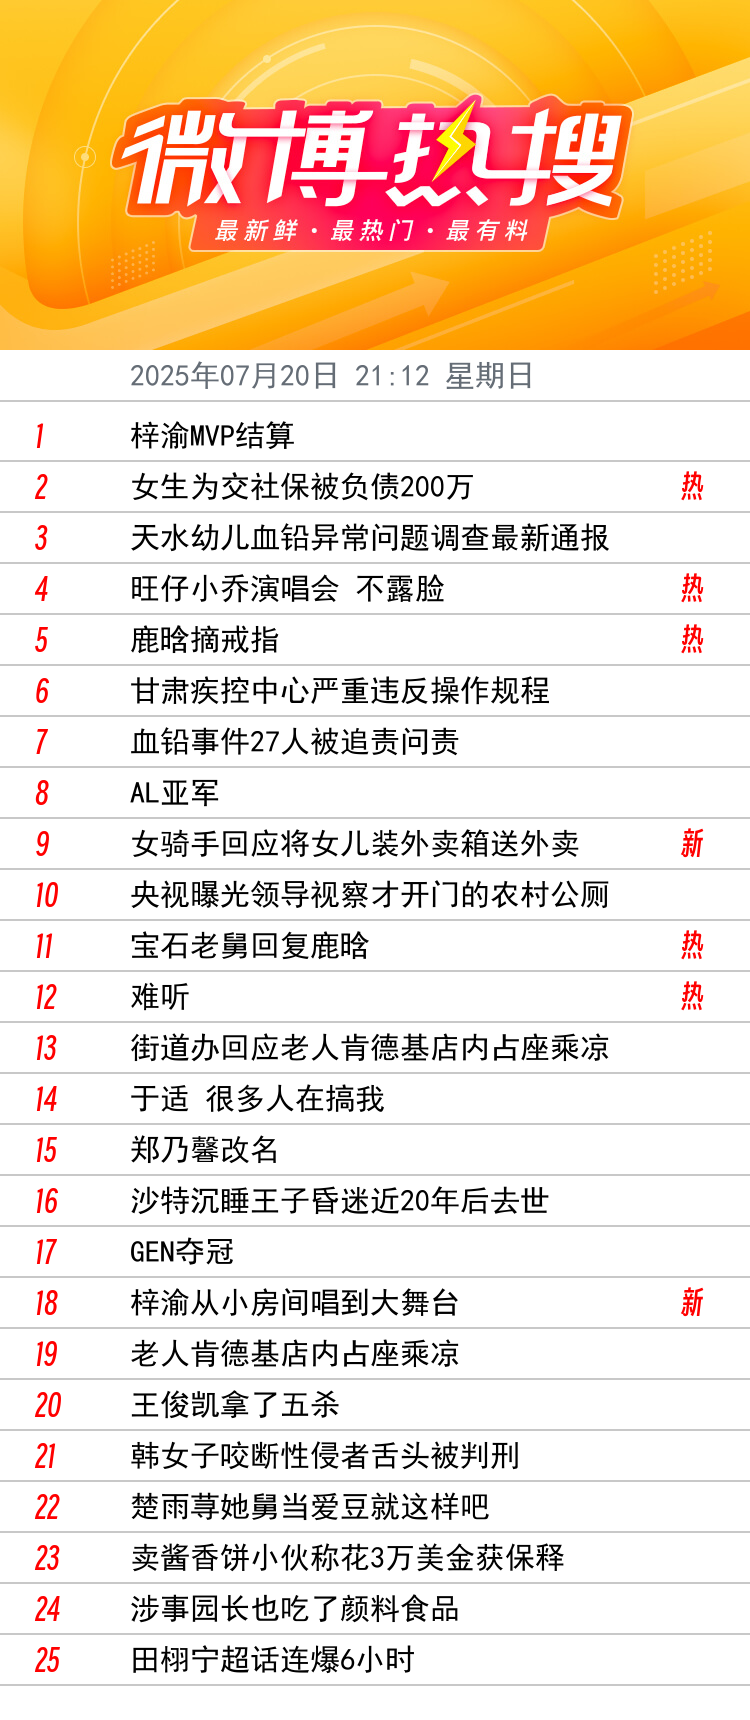 微博热搜
最新鲜·最热门·最有料
2025年07月20日 21:12 星期日
1 梓渝MVP结算
2 女生为交社保被负债200万 热
3 天水幼儿血铅异常问题调查最新通报
4 旺仔小乔演唱会 不露脸 热
5 鹿晗摘戒指 热
6 甘肃疾控中心严重违反操作规程
7 血铅事件27人被追责问责
8 AL亚军
9 女骑手回应将女儿装外卖箱送外卖 新
10 央视曝光领导视察才开门的农村公厕
11 宝石老舅回复鹿晗 热
12 难听 热
13 街道办回应老人肯德基店内占座乘凉
14 于适 很多人在搞我
15 郑乃馨改名
16 沙特沉睡王子昏迷近20年后去世
17 GEN夺冠
18 梓渝从小房间唱到大舞台 新
19 老人肯德基店内占座乘凉
20 王俊凯拿了五杀
21 韩女子咬断性侵者舌头被判刑
22 楚雨荨她舅当爱豆就这样吧
23 卖酱香饼小伙称花3万美金获保释
24 涉事园长也吃了颜料食品
25 田栩宁超话连爆6小时